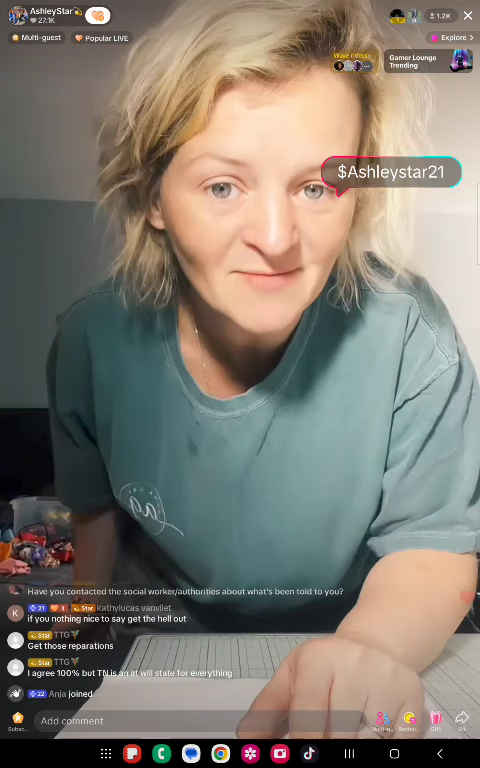 AshleyStar💫
27.1K
1.2K
Multi-guest
Popular LIVE
Explore >
Gamer Lounge
Trending
$Ashleystar21
Have you contacted the social worker/authorities about what's been told to you?
21
Star kathylucas vanvliet
K
if you nothing nice to say get the hell out
Star TTG
Get those reparations
Star TTG
I agree 100% but TN is an at will state for everything
22 Anja joined
Add comment
Subsc...
Multi-g...
Rechar...
Gift